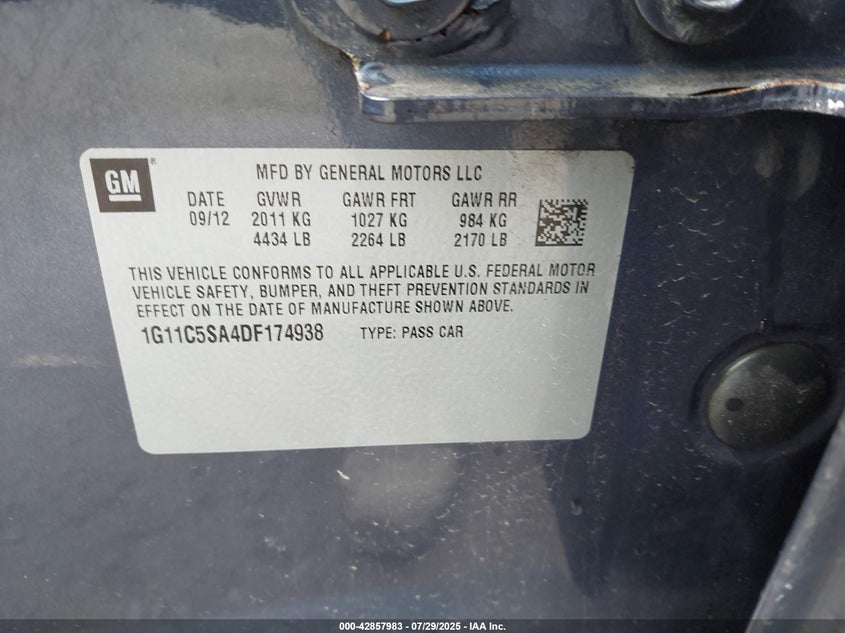 GM ®
MFD BY GENERAL MOTORS LLC
DATE GVWR GAWR FRT GAWR RR
09/12 2011 KG 1027 KG 984 KG
4434 LB 2264 LB 2170 LB
THIS VEHICLE CONFORMS TO ALL APPLICABLE U.S. FEDERAL MOTOR
VEHICLE SAFETY, BUMPER, AND THEFT PREVENTION STANDARDS IN
EFFECT ON THE DATE OF MANUFACTURE SHOWN ABOVE.
1G11C5SA4DF174938 TYPE: PASS CAR
000-42857983 / 07/29/2025 - IAA Inc.